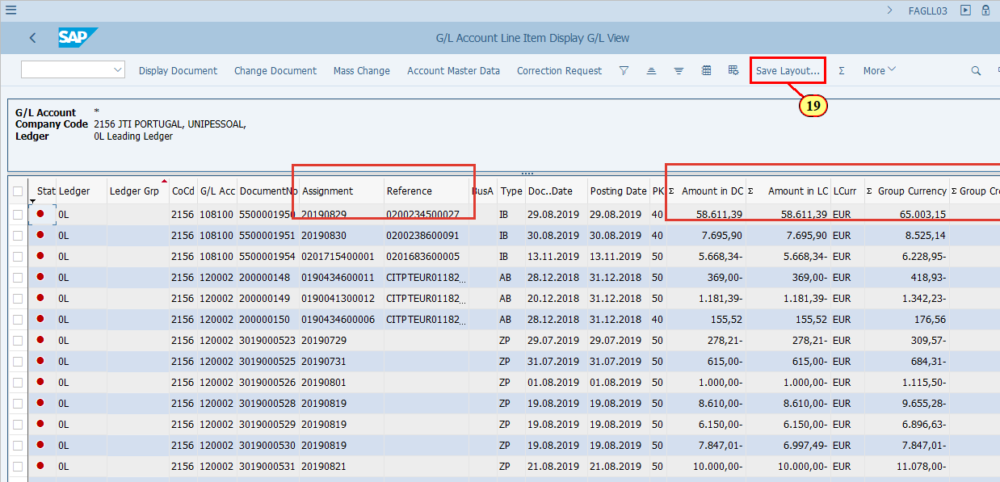 FAGLL03
SAP G/L Account Line Item Display G/L View
Display Document Change Document Mass Change Account Master Data Correction Request Save Layout... Σ More
19
G/L Account *
Company Code 2156 JTI PORTUGAL, UNIPESSOAL,
Ledger 0L Leading Ledger
Stat Ledger Ledger Grp CoCd G/L Acc DocumentNo Assignment Reference BusA Type Doc..Date Posting Date PK Σ Amount in DC Σ Amount in LC LCurr Σ Group Currency Σ Group Cre
0L 2156 108100 5500001950 20190829 0200234500027 IB 29.08.2019 29.08.2019 40 58.611,39 58.611,39 EUR 65.003,15
0L 2156 108100 5500001951 20190830 0200238600091 IB 30.08.2019 30.08.2019 40 7.695,90 7.695,90 EUR 8.525,14
0L 2156 108100 5500001954 0201715400001 0201683600005 IB 13.11.2019 13.11.2019 50 5.668,34- 5.668,34- EUR 6.228,95-
0L 2156 120002 200000148 0190434600011 CITPTEUR01182... AB 28.12.2018 31.12.2018 50 369,00- 369,00- EUR 418,93-
0L 2156 120002 200000149 0190041300012 CITPTEUR01182... AB 20.12.2018 31.12.2018 50 1.181,39- 1.181,39- EUR 1.342,23-
0L 2156 120002 200000150 0190434600006 CITPTEUR01182... AB 28.12.2018 31.12.2018 40 155,52 155,52 EUR 176,56
0L 2156 120002 3019000523 20190729 ZP 29.07.2019 29.07.2019 50 278,21- 278,21- EUR 309,57-
0L 2156 120002 3019000525 20190731 ZP 31.07.2019 31.07.2019 50 615,00- 615,00- EUR 684,31-
0L 2156 120002 3019000526 20190801 ZP 01.08.2019 01.08.2019 50 1.000,00- 1.000,00- EUR 1.115,50-
0L 2156 120002 3019000528 20190819 ZP 19.08.2019 19.08.2019 50 8.610,00- 8.610,00- EUR 9.655,28-
0L 2156 120002 3019000529 20190819 ZP 19.08.2019 19.08.2019 50 6.150,00- 6.150,00- EUR 6.896,63-
0L 2156 120002 3019000530 20190819 ZP 19.08.2019 19.08.2019 50 7.847,01- 6.997,49- EUR 7.847,01-
0L 2156 120002 3019000531 20190821 ZP 21.08.2019 21.08.2019 50 10.000,00- 10.000,00- EUR 11.078,00-